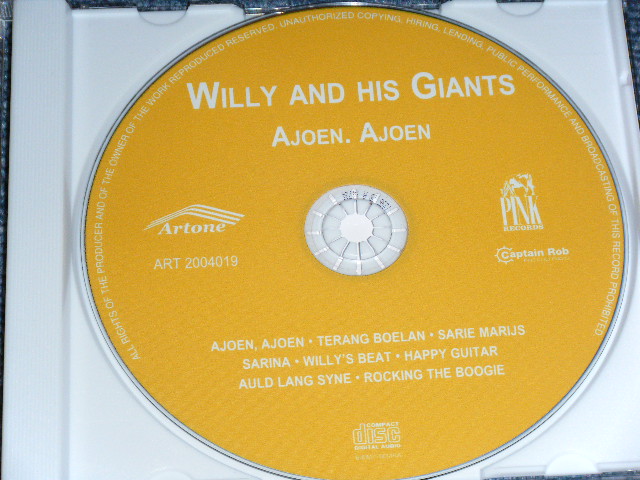 ALL RIGHTS OF THE PRODUCER AND OF THE OWNER OF THE WORK REPRODUCED RESERVED. UNAUTHORIZED COPYING, HIRING, LENDING, PUBLIC PERFORMANCE AND BROADCASTING OF THIS RECORD PROHIBITED.
WILLY AND HIS GIANTS
AJOEN. AJOEN
Artone
ART 2004019
PINK
RECORDS
Captain Rob
AJOEN, AJOEN • TERANG BOELAN • SARIE MARIJS
SARINA • WILLY'S BEAT • HAPPY GUITAR
AULD LANG SYNE • ROCKING THE BOOGIE
COMPACT
disc
DIGITAL AUDIO